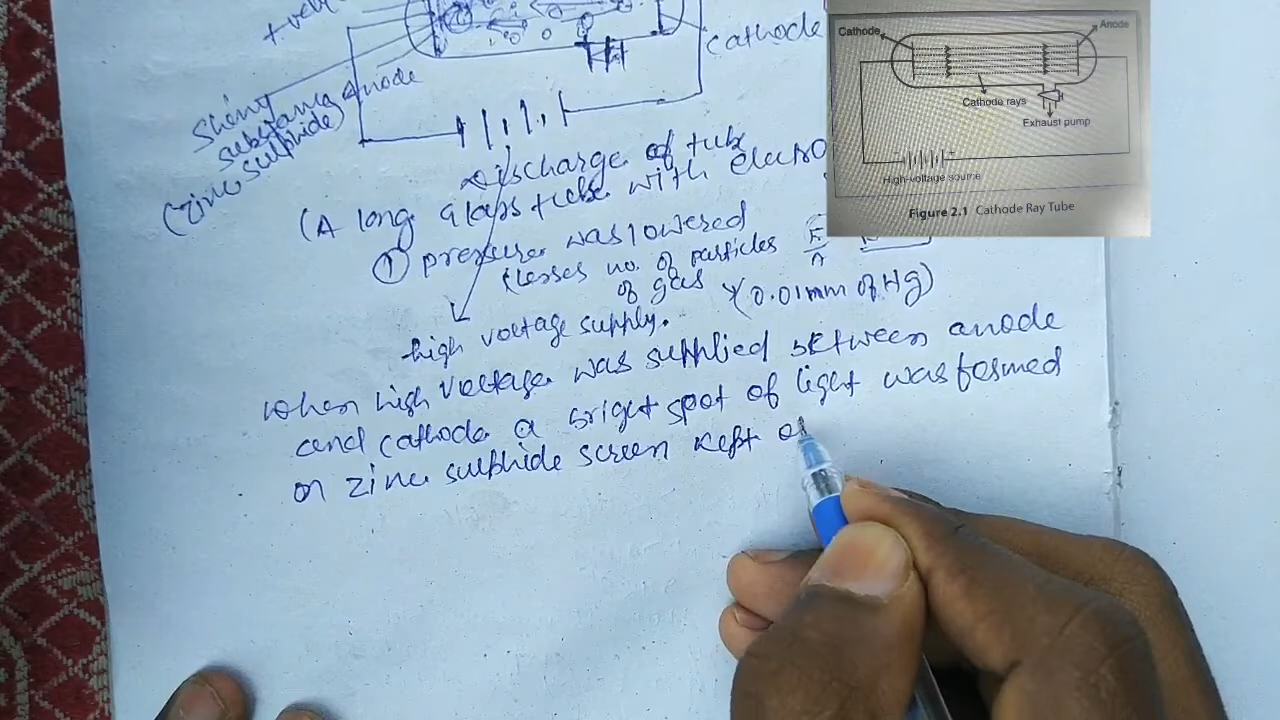 +ve
cathode
anode
Shiny
substance
(zinc sulphide)
Discharge of tube
(A long glass tube with electro
① pressure was lowered
(lesses no. of particles
of gas
F/A
(0.01mm of Hg)
high voltage supply.
when high voltage was supplied between anode
and cathode a bright spot of light was formed
on zinc sulphide screen kept o
Cathode
Anode
Cathode rays
Exhaust pump
+
High-voltage source
Figure 2.1 Cathode Ray Tube